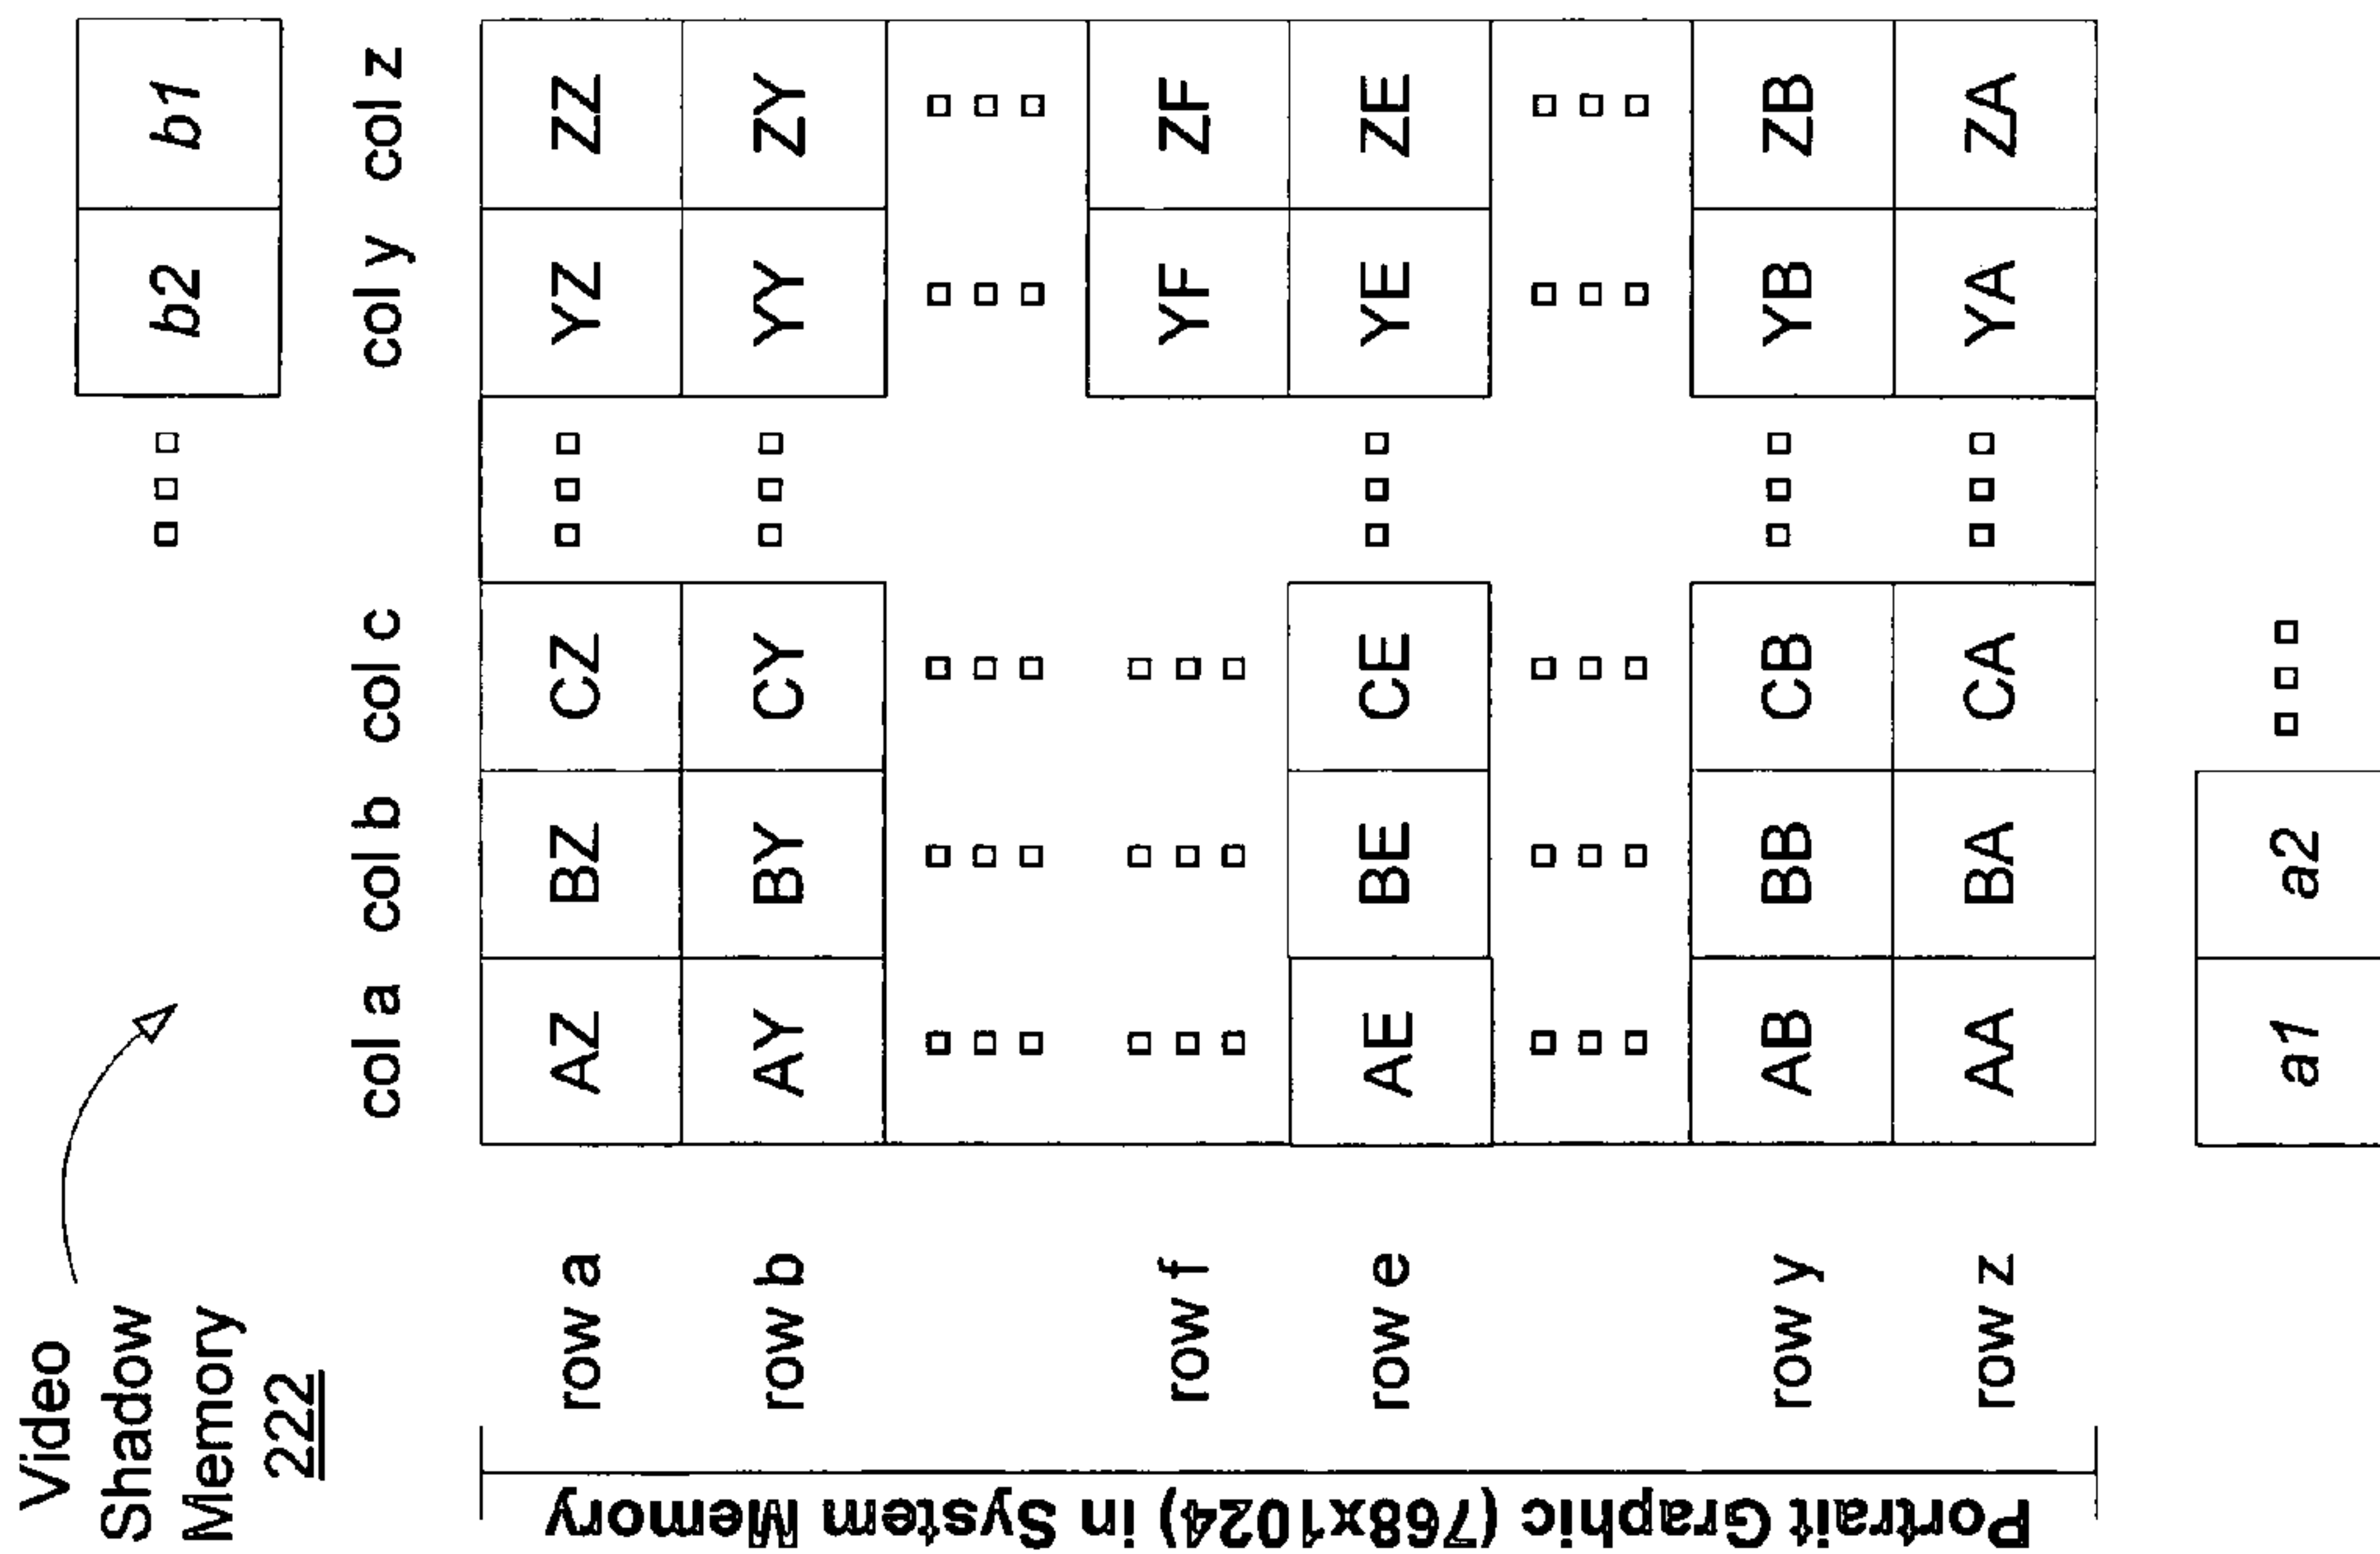 Video
Shadow
Memory
222
b2 b1
col a col b col c col y col z
Portrait Graphic (768x1024) in System Memory
row a AZ BZ CZ YZ ZZ
row b AY BY CY YY ZY
row f YF ZF
row e AE BE CE YE ZE
row y AB BB CB YB ZB
row z AA BA CA YA ZA
a1 a2